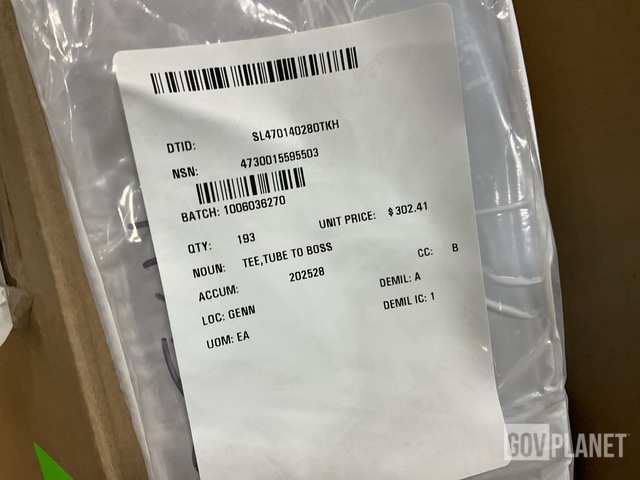 DTID: SL470140280TKH
NSN: 4730015595503
BATCH: 1006036270
QTY: 193 UNIT PRICE: $ 302.41
NOUN: TEE,TUBE TO BOSS
ACCUM: 202528 CC: B
LOC: GENN DEMIL: A
UOM: EA DEMIL IC: 1
GOVPLANET